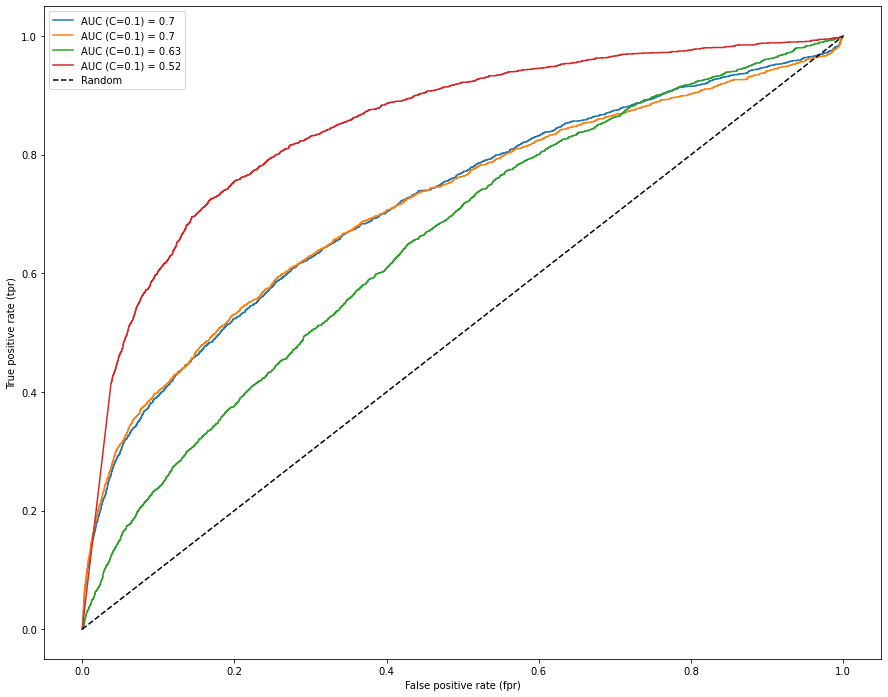 AUC (C=0.1) = 0.7
AUC (C=0.1) = 0.7
AUC (C=0.1) = 0.63
AUC (C=0.1) = 0.52
Random
1.0
0.8
0.6
0.4
0.2
0.0
True positive rate (tpr)
0.0 0.2 0.4 0.6 0.8 1.0
False positive rate (fpr)